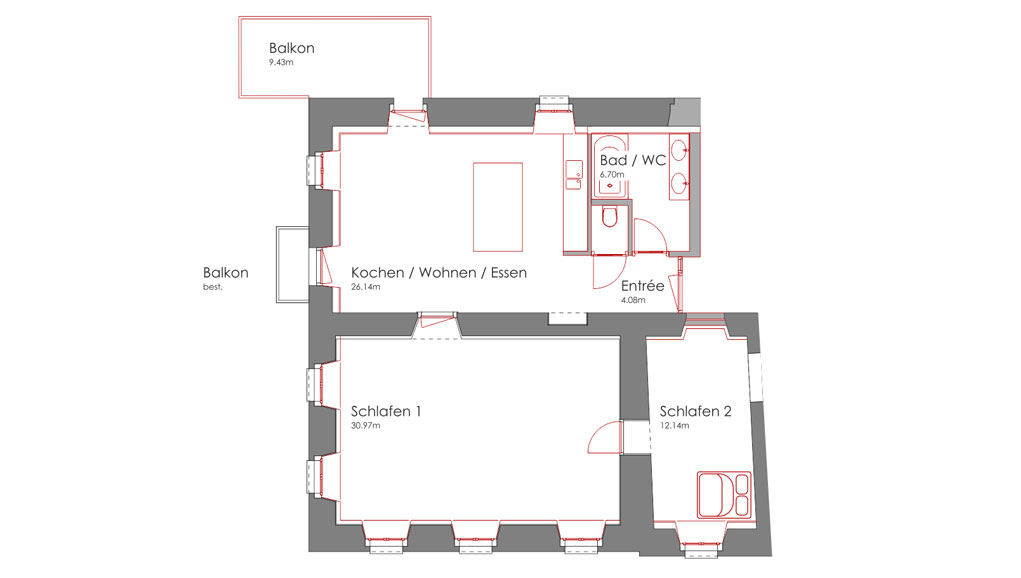 Balkon
9.43m
Bad / WC
6.70m
Balkon
best.
Kochen / Wohnen / Essen
26.14m
Entrée
4.08m
Schlafen 1
30.97m
Schlafen 2
12.14m